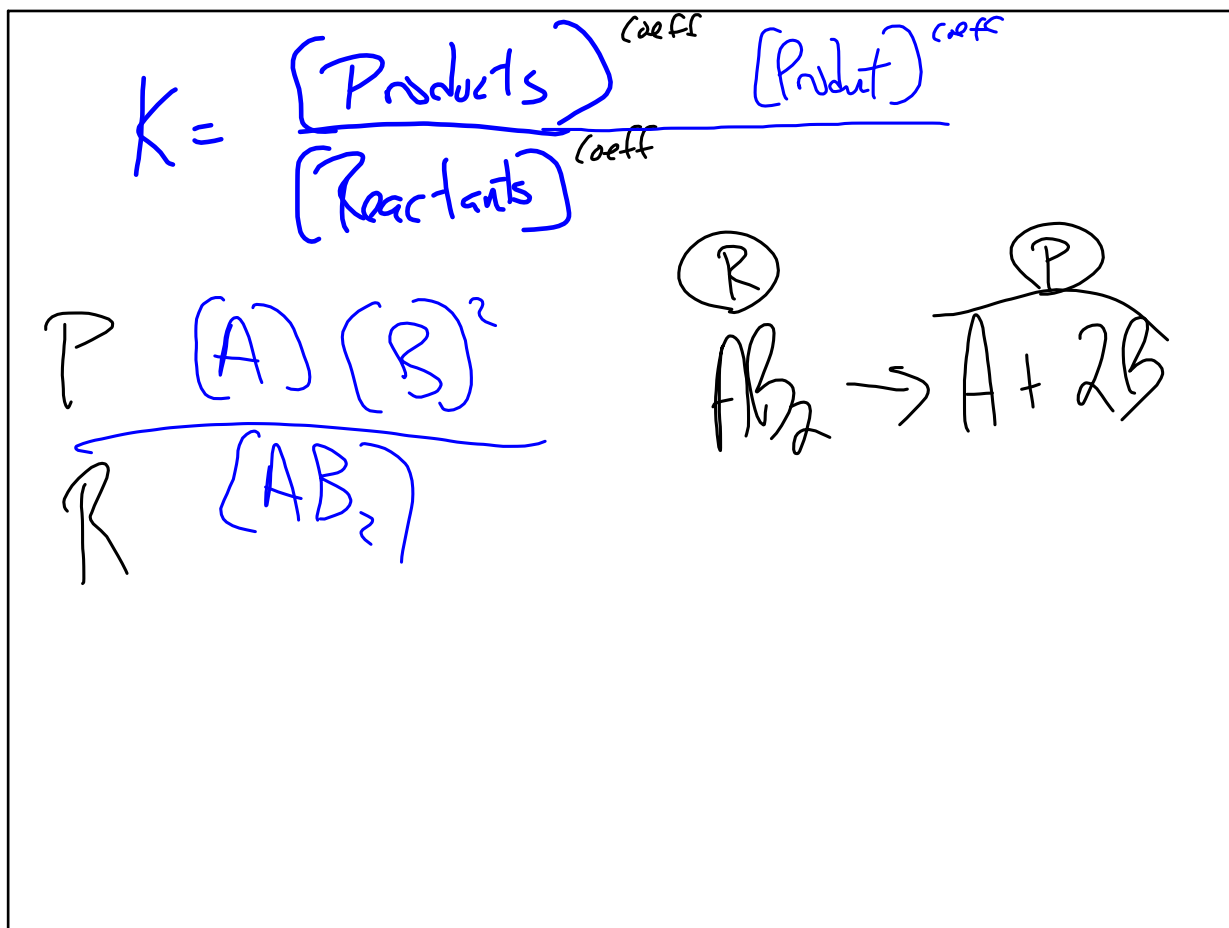 K = [Products]^coeff [Product]^coeff
[Reactants]^coeff
R P
AB₂ → A + 2B
P [A] [B]²
R [AB₂]